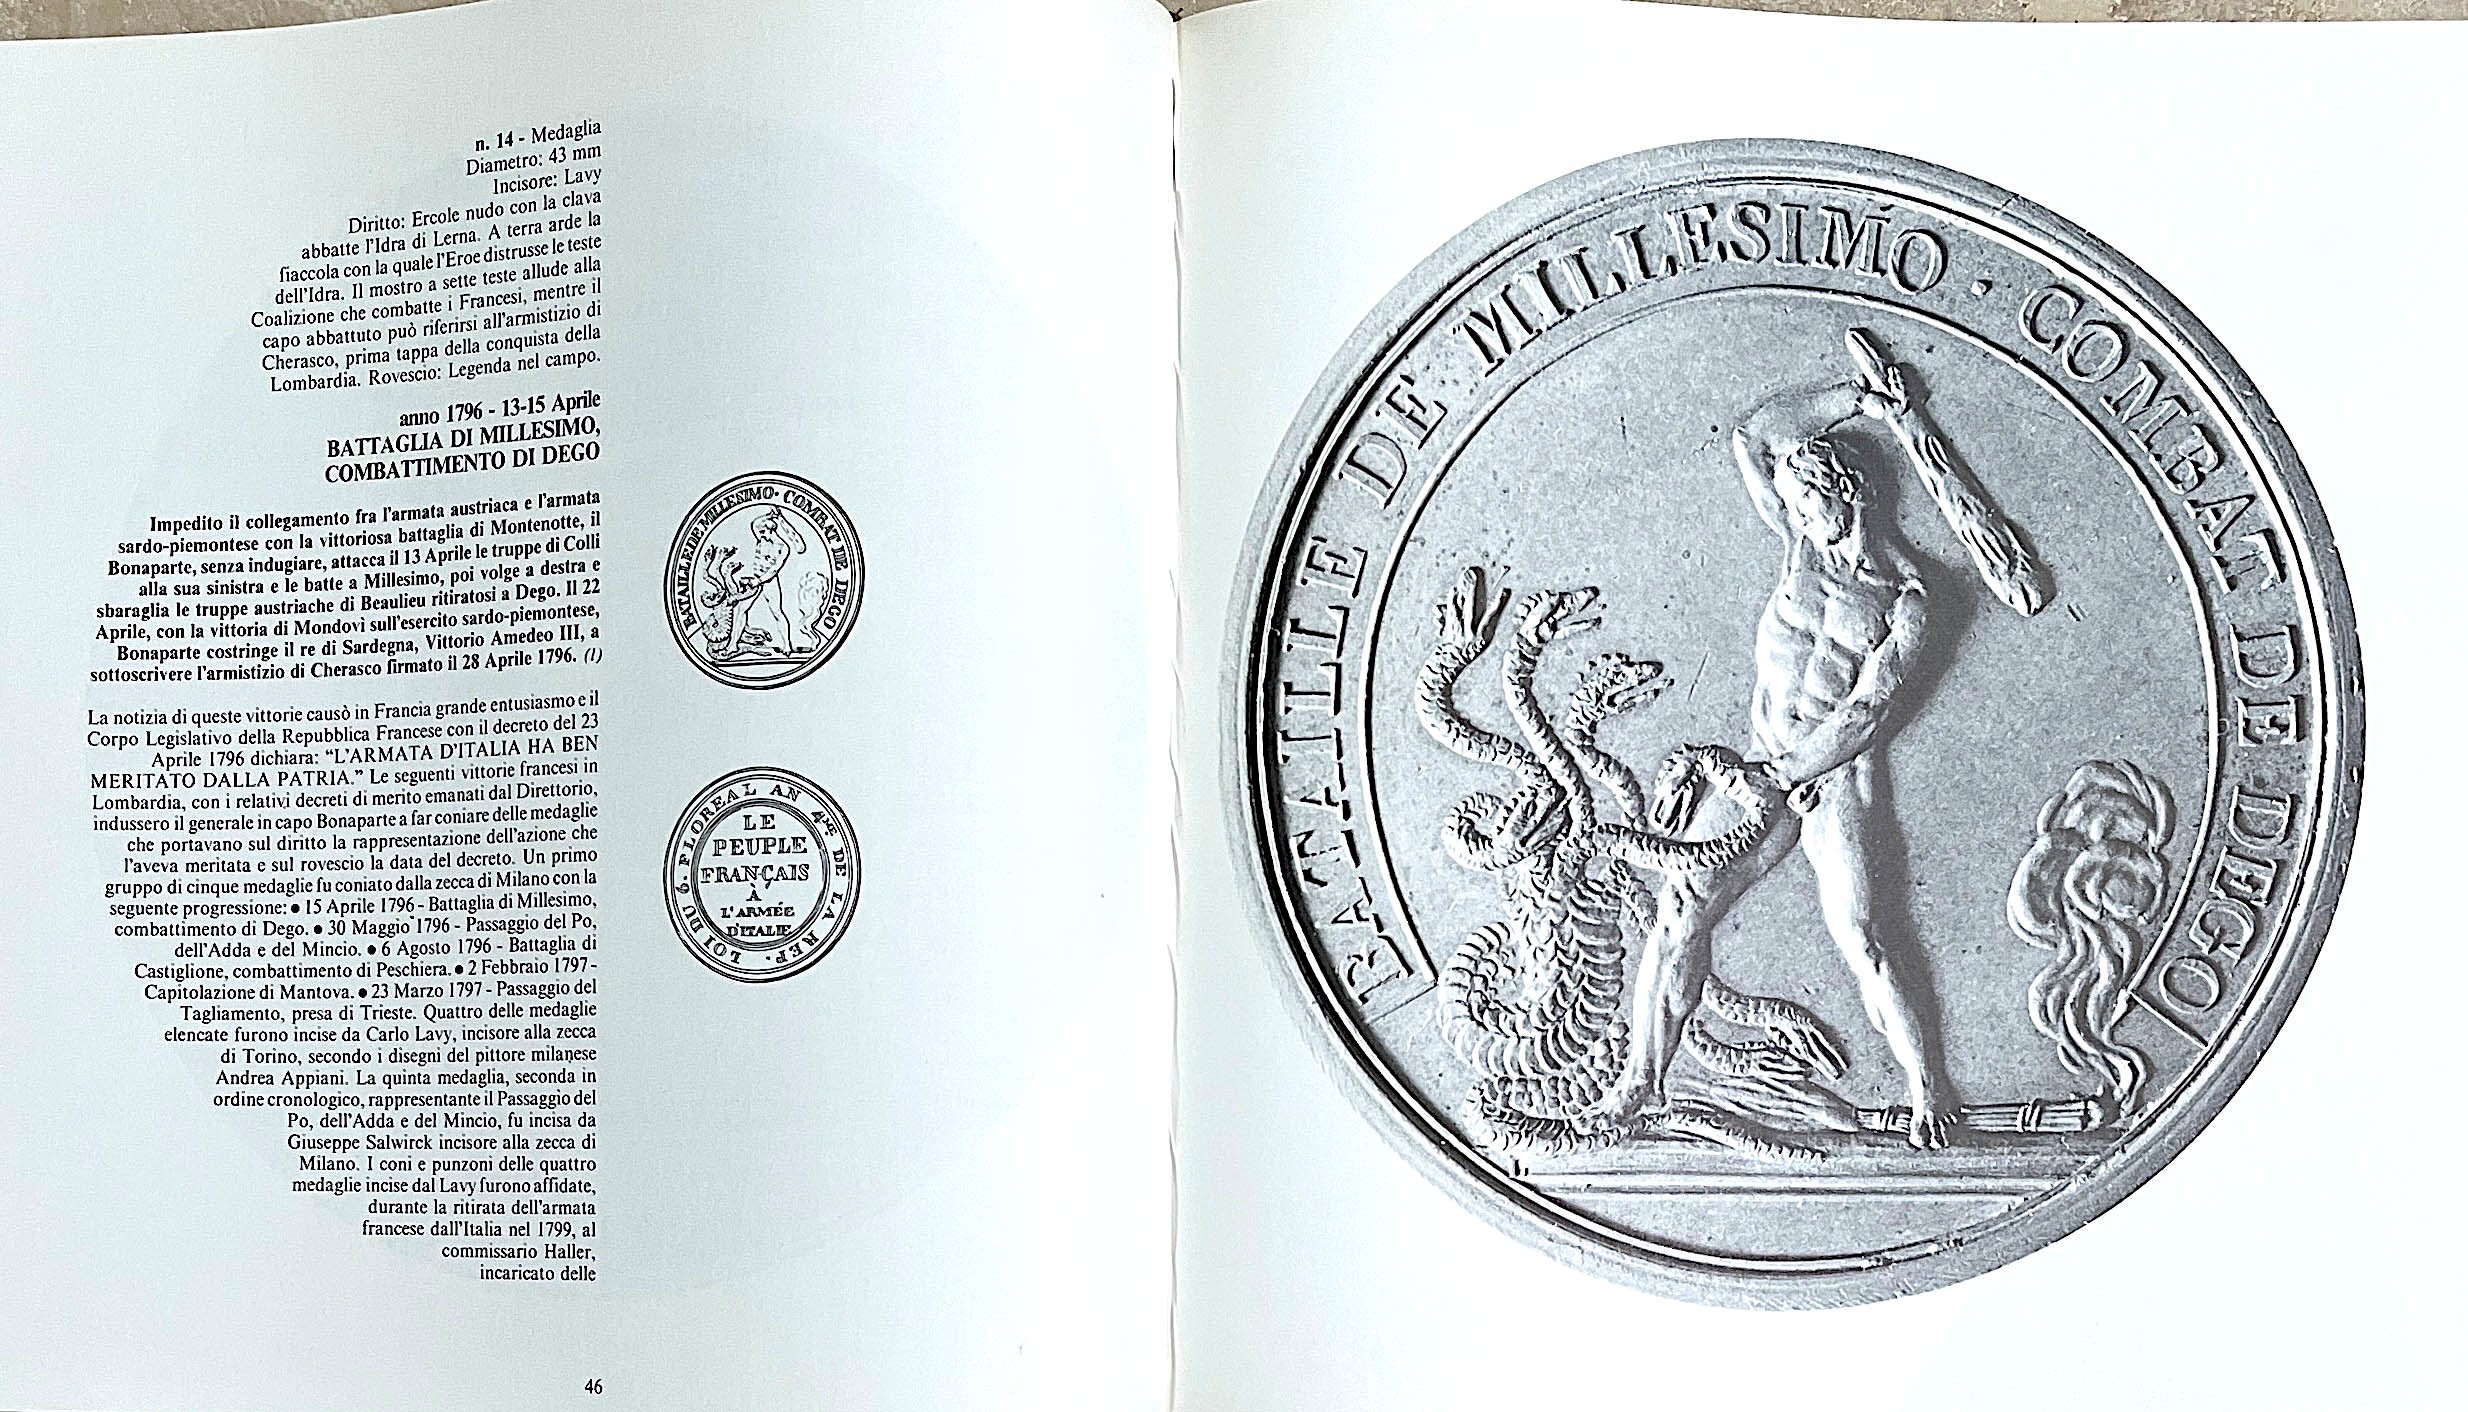 n. 14 - Medaglia
Diametro: 43 mm
Incisore: Lavy
Diritto: Ercole nudo con la clava
abbatte l'Idra di Lerna. A terra arde la
fiaccola con la quale l'Eroe distrusse le teste
dell'Idra. Il mostro a sette teste allude alla
Coalizione che combatte i Francesi, mentre il
capo abbattuto può riferirsi all'armistizio di
Cherasco, prima tappa della conquista della
Lombardia. Rovescio: Legenda nel campo.
anno 1796 - 13-15 Aprile
BATTAGLIA DI MILLESIMO,
COMBATTIMENTO DI DEGO
Impedito il collegamento fra l'armata austriaca e l'armata
sardo-piemontese con la vittoriosa battaglia di Montenotte, il
Bonaparte, senza indugiare, attacca il 13 Aprile le truppe di Colli
alla sua sinistra e le batte a Millesimo, poi volge a destra e
sbaraglia le truppe austriache di Beaulieu ritiratosi a Dego. Il 22
Aprile, con la vittoria di Mondovì sull'esercito sardo-piemontese,
Bonaparte costringe il re di Sardegna, Vittorio Amedeo III, a
sottoscrivere l'armistizio di Cherasco firmato il 28 Aprile 1796. (1)
La notizia di queste vittorie causò in Francia grande entusiasmo e il
Corpo Legislativo della Repubblica Francese con il decreto del 23
Aprile 1796 dichiara: "L'ARMATA D'ITALIA HA BEN
MERITATO DALLA PATRIA." Le seguenti vittorie francesi in
Lombardia, con i relativi decreti di merito emanati dal Direttorio,
indussero il generale in capo Bonaparte a far coniare delle medaglie
che portavano sul diritto la rappresentazione dell'azione che
l'aveva meritata e sul rovescio la data del decreto. Un primo
gruppo di cinque medaglie fu coniato dalla zecca di Milano con la
seguente progressione: ● 15 Aprile 1796 - Battaglia di Millesimo,
combattimento di Dego. ● 30 Maggio 1796 - Passaggio del Po,
dell'Adda e del Mincio. ● 6 Agosto 1796 - Battaglia di
Castiglione, combattimento di Peschiera. ● 2 Febbraio 1797 -
Capitolazione di Mantova. ● 23 Marzo 1797 - Passaggio del
Tagliamento, presa di Trieste. Quattro delle medaglie
elencate furono incise da Carlo Lavy, incisore alla zecca
di Torino, secondo i disegni del pittore milanese
Andrea Appiani. La quinta medaglia, seconda in
ordine cronologico, rappresentante il Passaggio del
Po, dell'Adda e del Mincio, fu incisa da
Giuseppe Salwirck incisore alla zecca di
Milano. I coni e punzoni delle quattro
medaglie incise dal Lavy furono affidate,
durante la ritirata dell'armata
francese dall'Italia nel 1799, al
commissario Haller,
incaricato delle
46
BATAILLE DE MILLESIMO · COMBAT DE DEGO
LOI DU 6. FLOREAL AN 4ME DE LA REP.
LE
PEUPLE
FRANÇAIS
À
L'ARMÉE
D'ITALIE
BATAILLE DE MILLESIMO · COMBAT DE DEGO